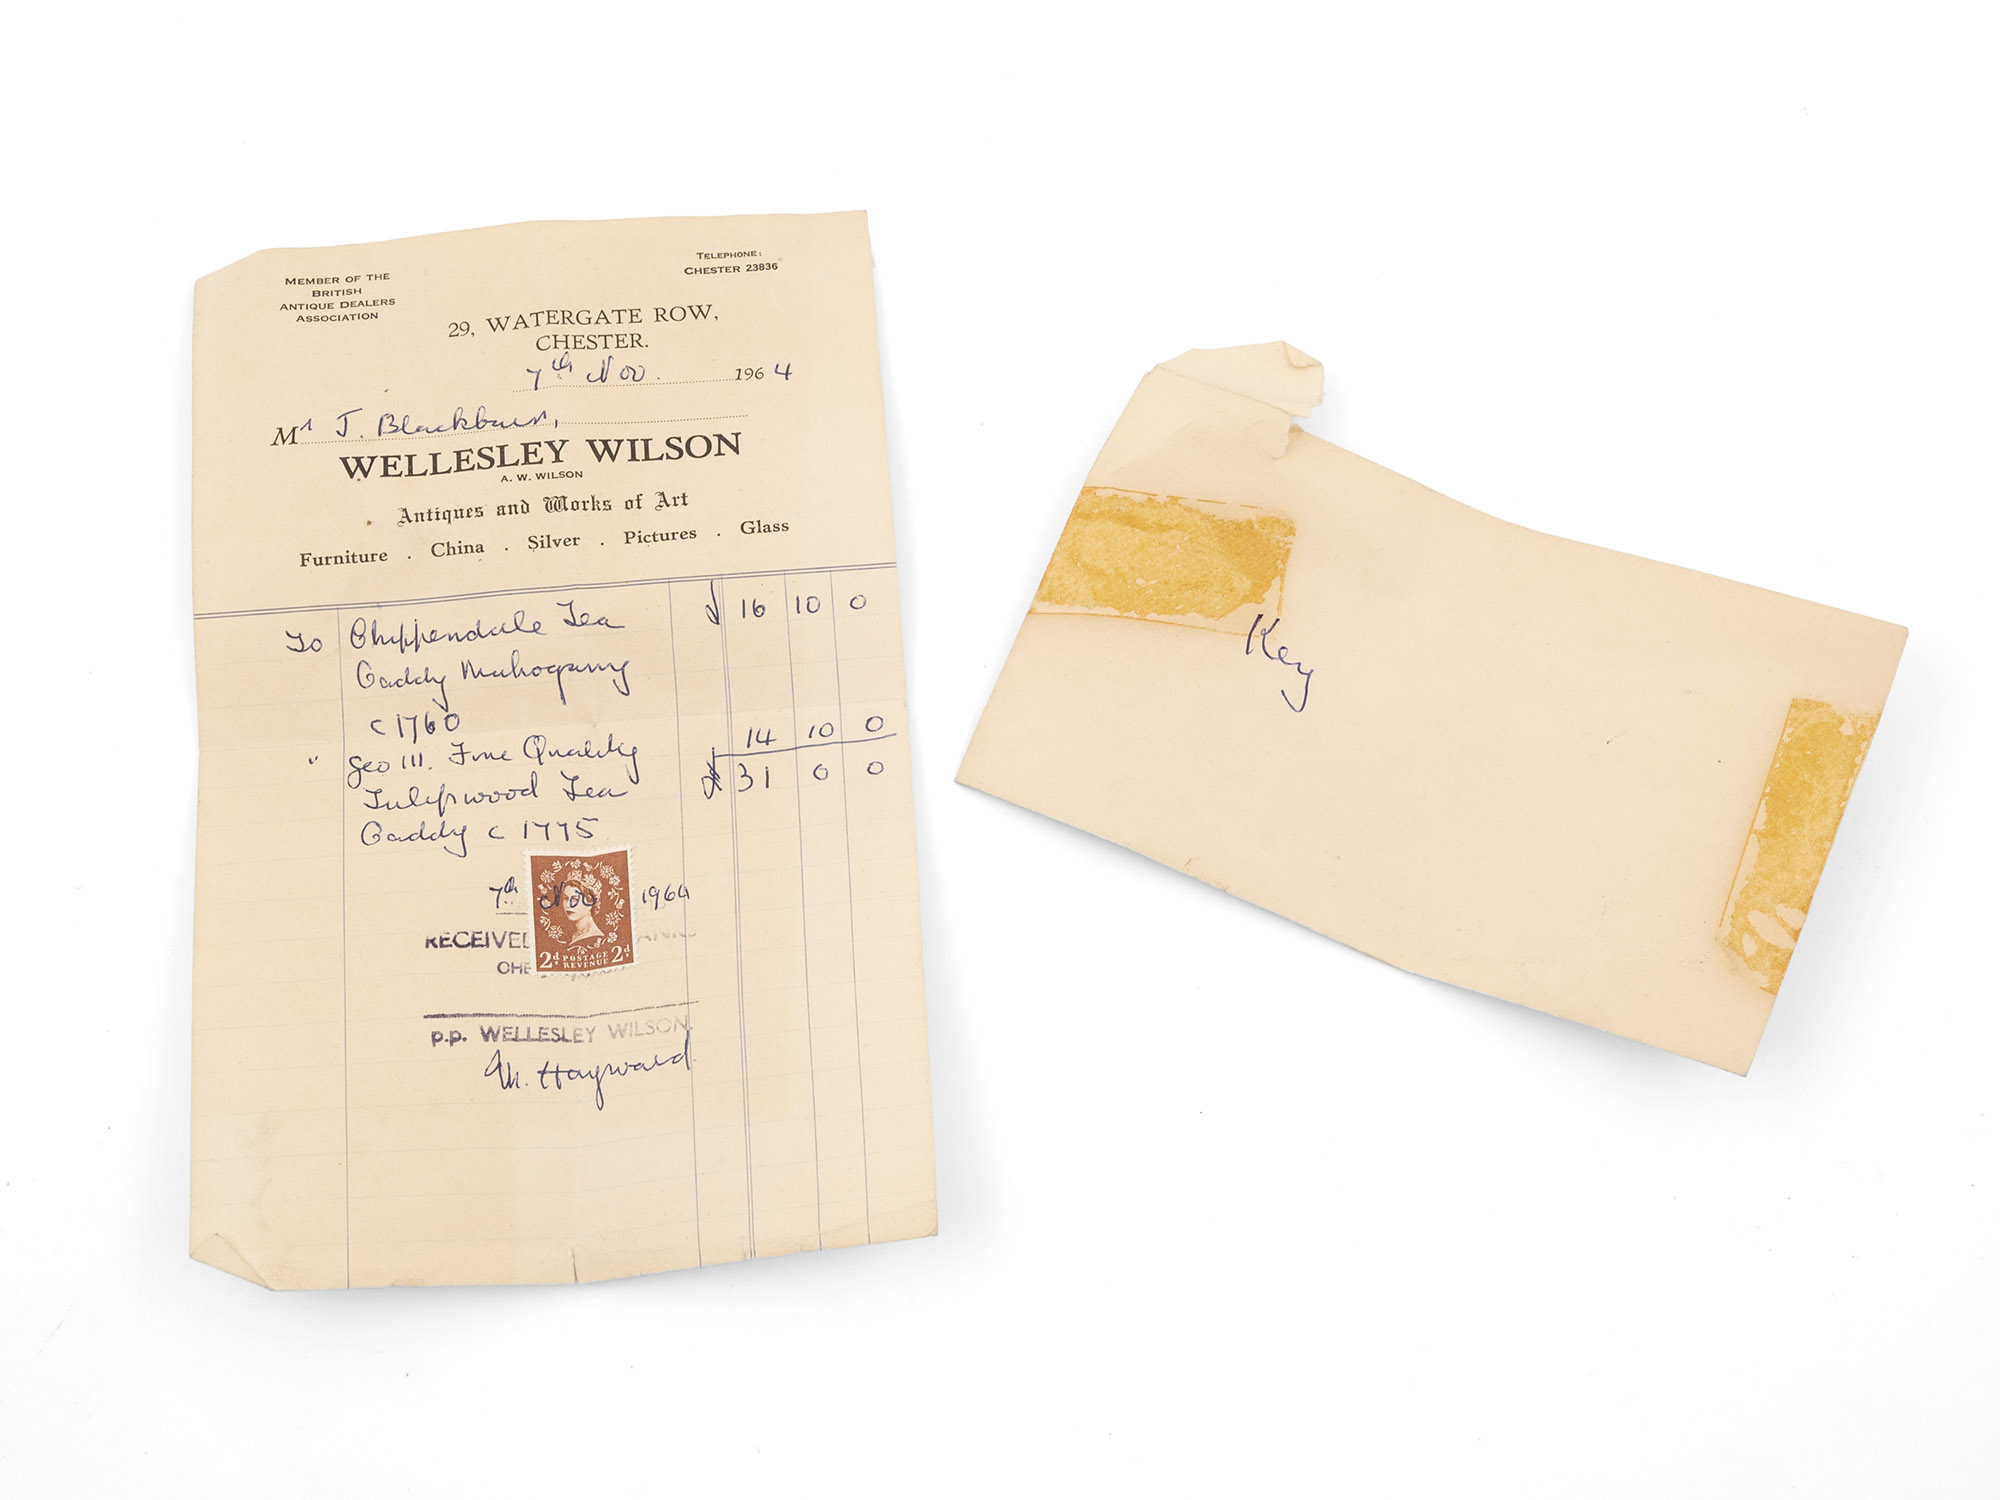 MEMBER OF THE
BRITISH
ANTIQUE DEALERS
ASSOCIATION
TELEPHONE:
CHESTER 23836
29, WATERGATE ROW,
CHESTER.
7th Nov. 1964
Mr J. Blackburn,
WELLESLEY WILSON
A. W. WILSON
Antiques and Works of Art
Furniture . China . Silver . Pictures . Glass
To Chippendale Tea £ 16 10 0
Caddy Mahogany
c 1760
" Geo III. Fine Quality 14 10 0
Tulipwood Tea £ 31 0 0
Caddy c 1775
7th Nov 1964
RECEIVED
2d POSTAGE REVENUE 2d
p.p. WELLESLEY WILSON.
M. Hayward
Key